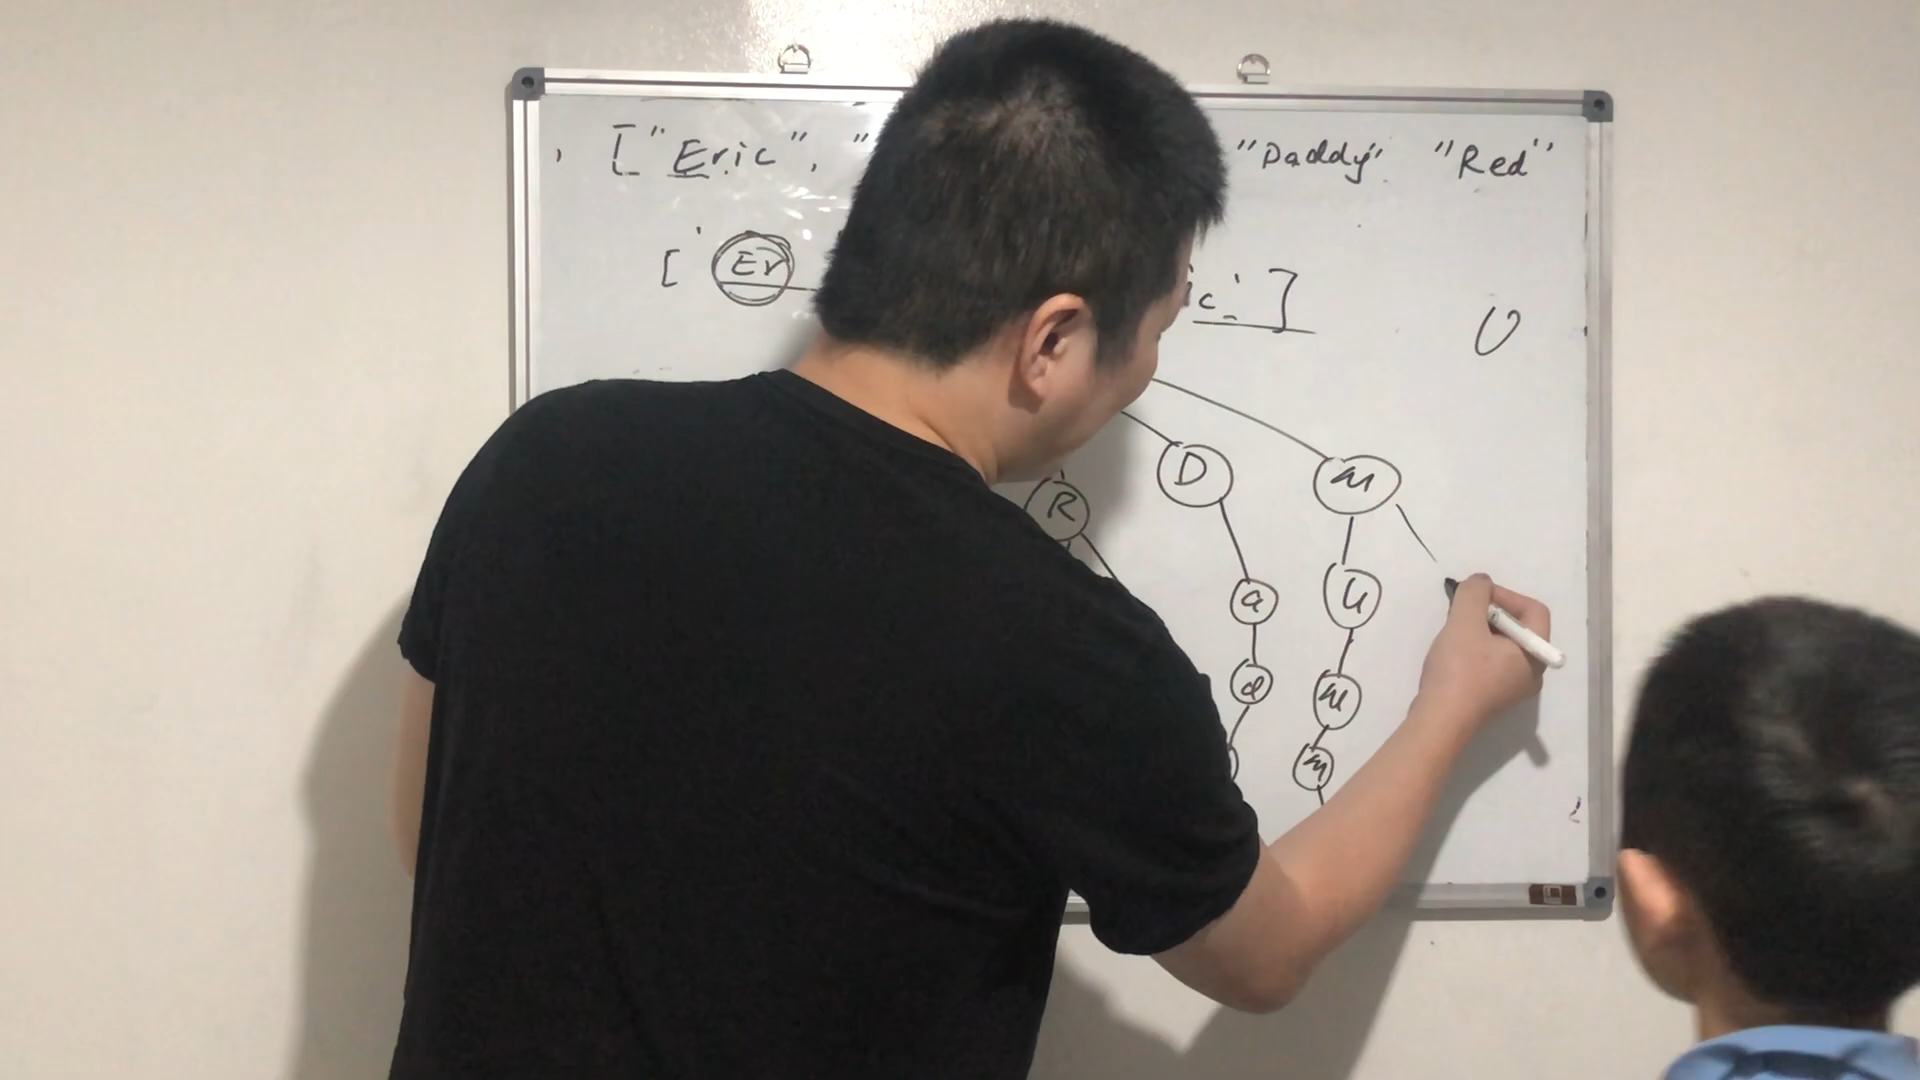 ["Eric", " "Daddy" "Red"
[ ' Er ic' ]
U
D M
R
a u
d m
m